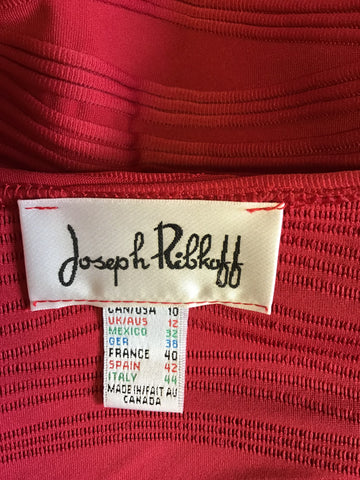 Joseph Ribkoff
CAN/USA 10
UK/AUS 12
MEXICO 32
GER 38
FRANCE 40
SPAIN 42
ITALY 44
MADE IN/FAIT AU
CANADA